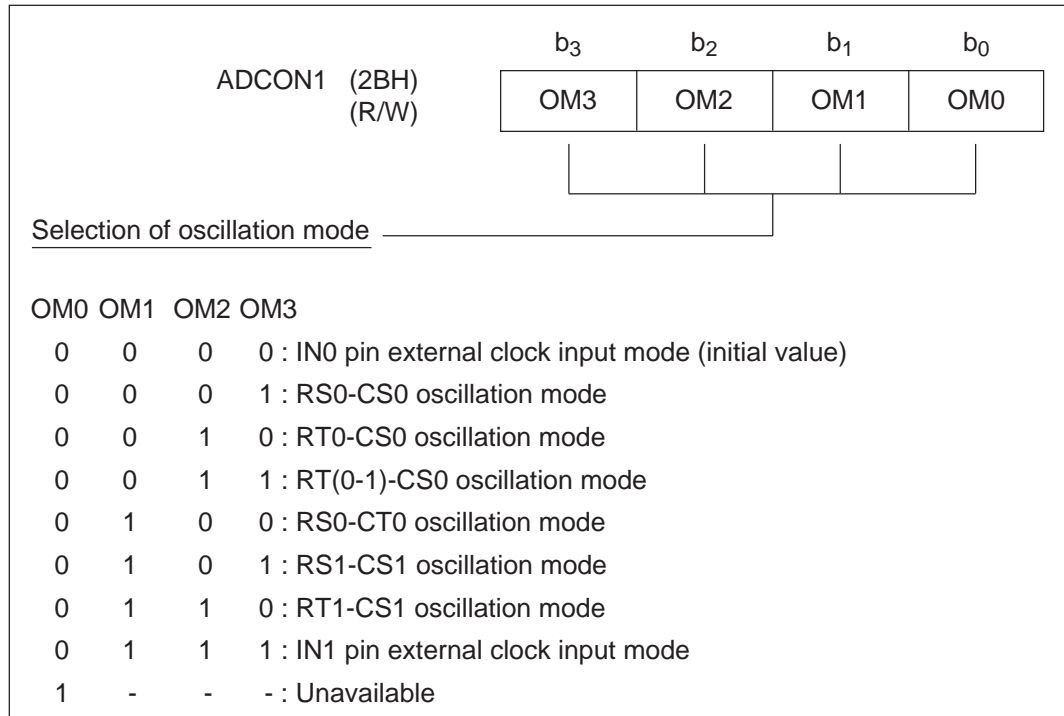 b3 b2 b1 b0
ADCON1 (2BH) OM3 OM2 OM1 OM0
(R/W)
Selection of oscillation mode
OM0 OM1 OM2 OM3
0 0 0 0 : IN0 pin external clock input mode (initial value)
0 0 0 1 : RS0-CS0 oscillation mode
0 0 1 0 : RT0-CS0 oscillation mode
0 0 1 1 : RT(0-1)-CS0 oscillation mode
0 1 0 0 : RS0-CT0 oscillation mode
0 1 0 1 : RS1-CS1 oscillation mode
0 1 1 0 : RT1-CS1 oscillation mode
0 1 1 1 : IN1 pin external clock input mode
1 - - - : Unavailable